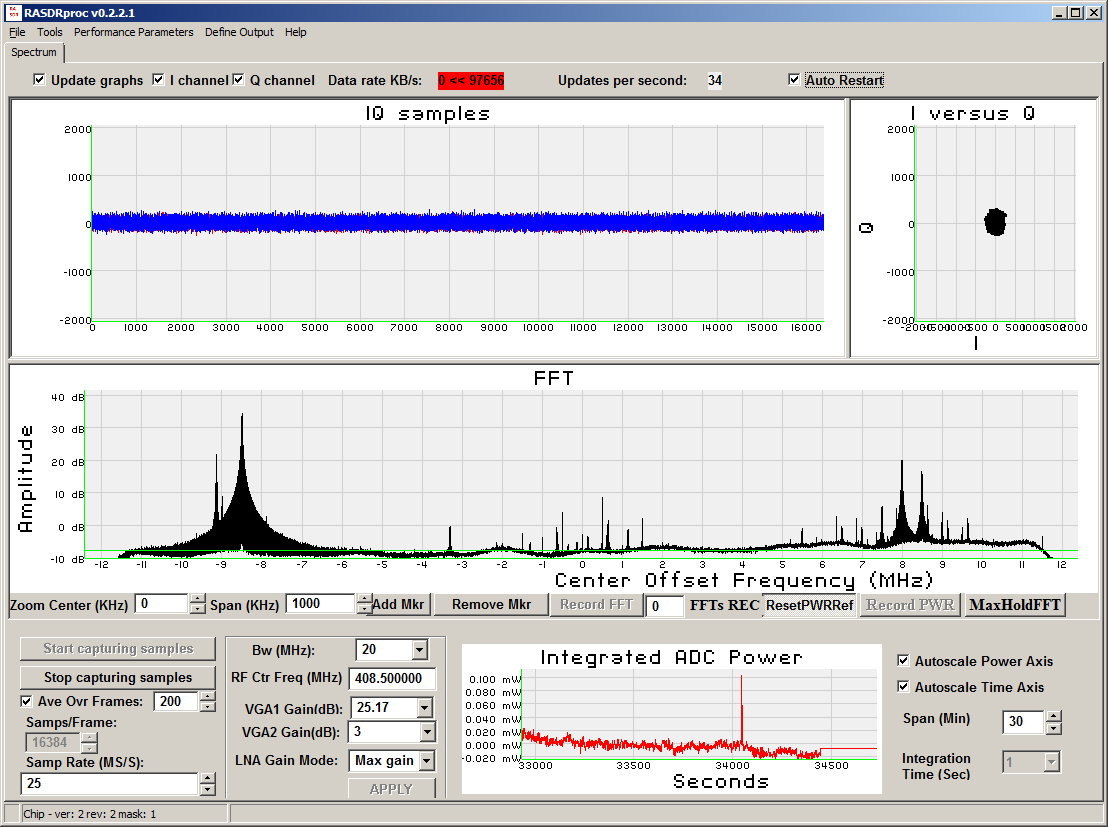 RASDRproc v0.2.2.1
File Tools Performance Parameters Define Output Help
Spectrum
Update graphs I channel Q channel Data rate KB/s: 0 << 97656 Updates per second: 34 Auto Restart
IQ samples
2000
1000
0
-1000
-2000
0 1000 2000 3000 4000 5000 6000 7000 8000 9000 10000 11000 12000 13000 14000 15000 16000
I versus Q
2000
1000
0
-1000
-2000
Q
-2000-1500-1000-500 0 500 1000 1500 2000
I
FFT
Amplitude
40 dB
30 dB
20 dB
10 dB
0 dB
-10 dB
-12 -11 -10 -9 -8 -7 -6 -5 -4 -3 -2 -1 0 1 2 3 4 5 6 7 8 9 10 11 12
Center Offset Frequency (MHz)
Zoom Center (KHz) 0 Span (KHz) 1000 Add Mkr Remove Mkr Record FFT 0 FFTs REC ResetPWRRef Record PWR MaxHoldFFT
Start capturing samples
Stop capturing samples
Ave Ovr Frames: 200
Samps/Frame:
16384
Samp Rate (MS/S):
25
Bw (MHz): 20
RF Ctr Freq (MHz) 408.500000
VGA1 Gain(dB): 25.17
VGA2 Gain(dB): 3
LNA Gain Mode: Max gain
APPLY
Integrated ADC Power
0.100 mW
0.080 mW
0.060 mW
0.040 mW
0.020 mW
0.000 mW
-0.020 mW
33000 33500 34000 34500
Seconds
Autoscale Power Axis
Autoscale Time Axis
Span (Min) 30
Integration
Time (Sec) 1
Chip - ver: 2 rev: 2 mask: 1